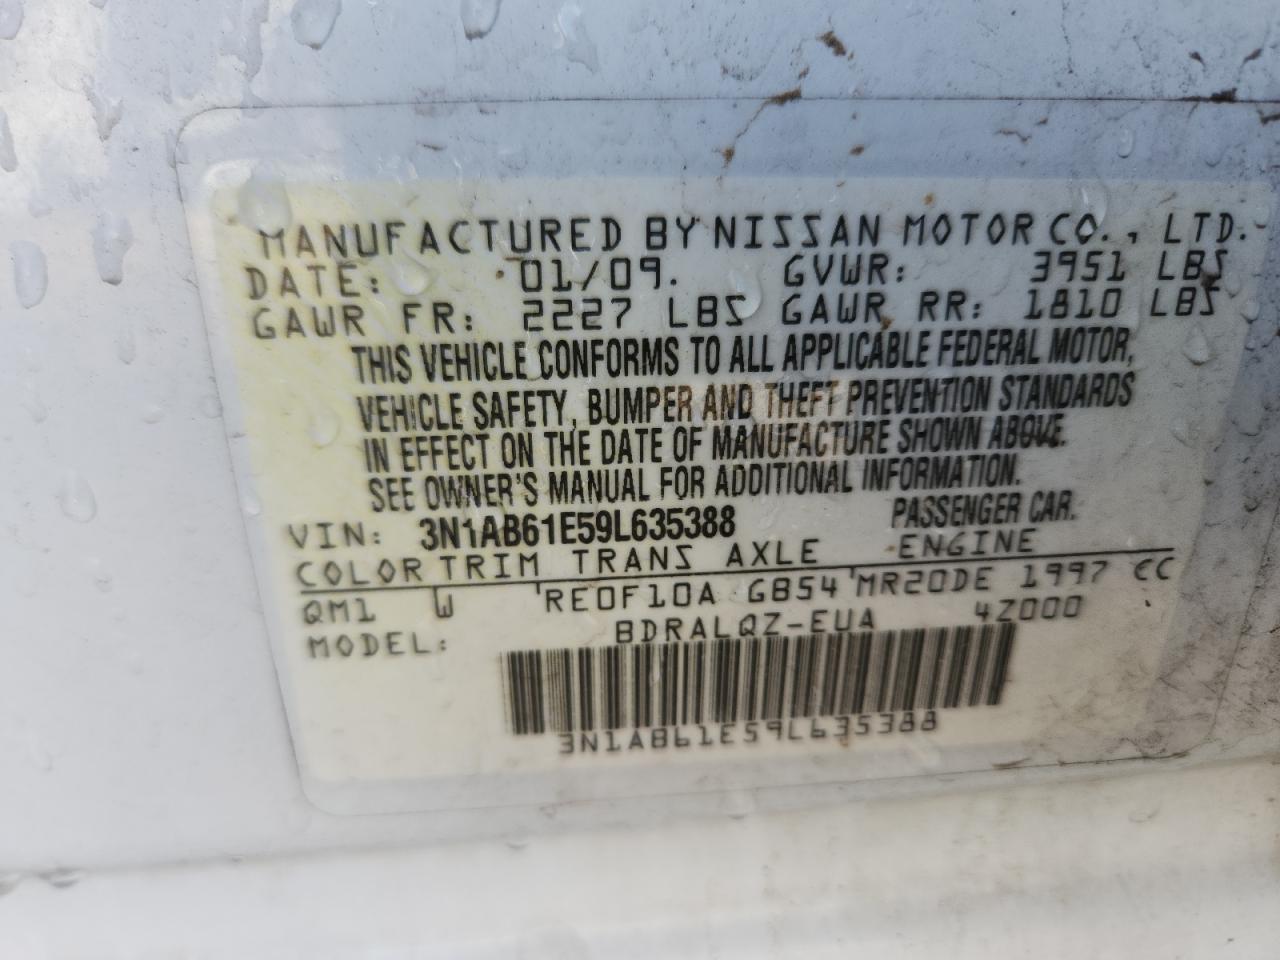 MANUFACTURED BY NISSAN MOTOR CO., LTD.
DATE: 01/09. GVWR: 3951 LBS
GAWR FR: 2227 LBS GAWR RR: 1810 LBS
THIS VEHICLE CONFORMS TO ALL APPLICABLE FEDERAL MOTOR,
VEHICLE SAFETY, BUMPER AND THEFT PREVENTION STANDARDS
IN EFFECT ON THE DATE OF MANUFACTURE SHOWN ABOVE.
SEE OWNER'S MANUAL FOR ADDITIONAL INFORMATION.
VIN: 3N1AB61E59L635388 PASSENGER CAR.
COLOR TRIM TRANS AXLE ENGINE
QM1 W RE0F10A GB54 MR20DE 1997 CC
MODEL: BDRALQZ-EUA 4Z000
3N1AB61E59L635388